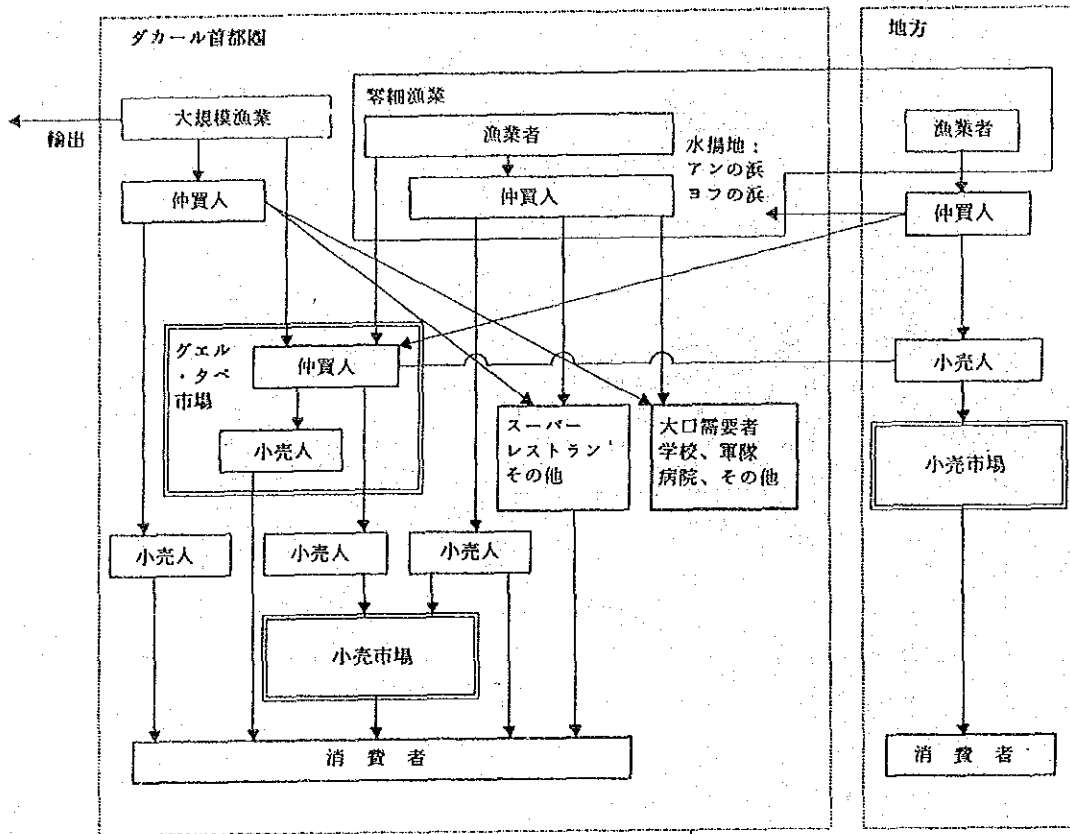 ダカール首都圏
地方
零細漁業
大規模漁業
輸出
漁業者
水揚地：
アンの浜
ヨフの浜
漁業者
仲買人
仲買人
仲買人
グエル
・タペ
市場
仲買人
小売人
小売人
スーパー
レストラン
その他
大口需要者
学校、軍隊
病院、その他
小売市場
小売人
小売人
小売人
小売市場
消費者
消費者